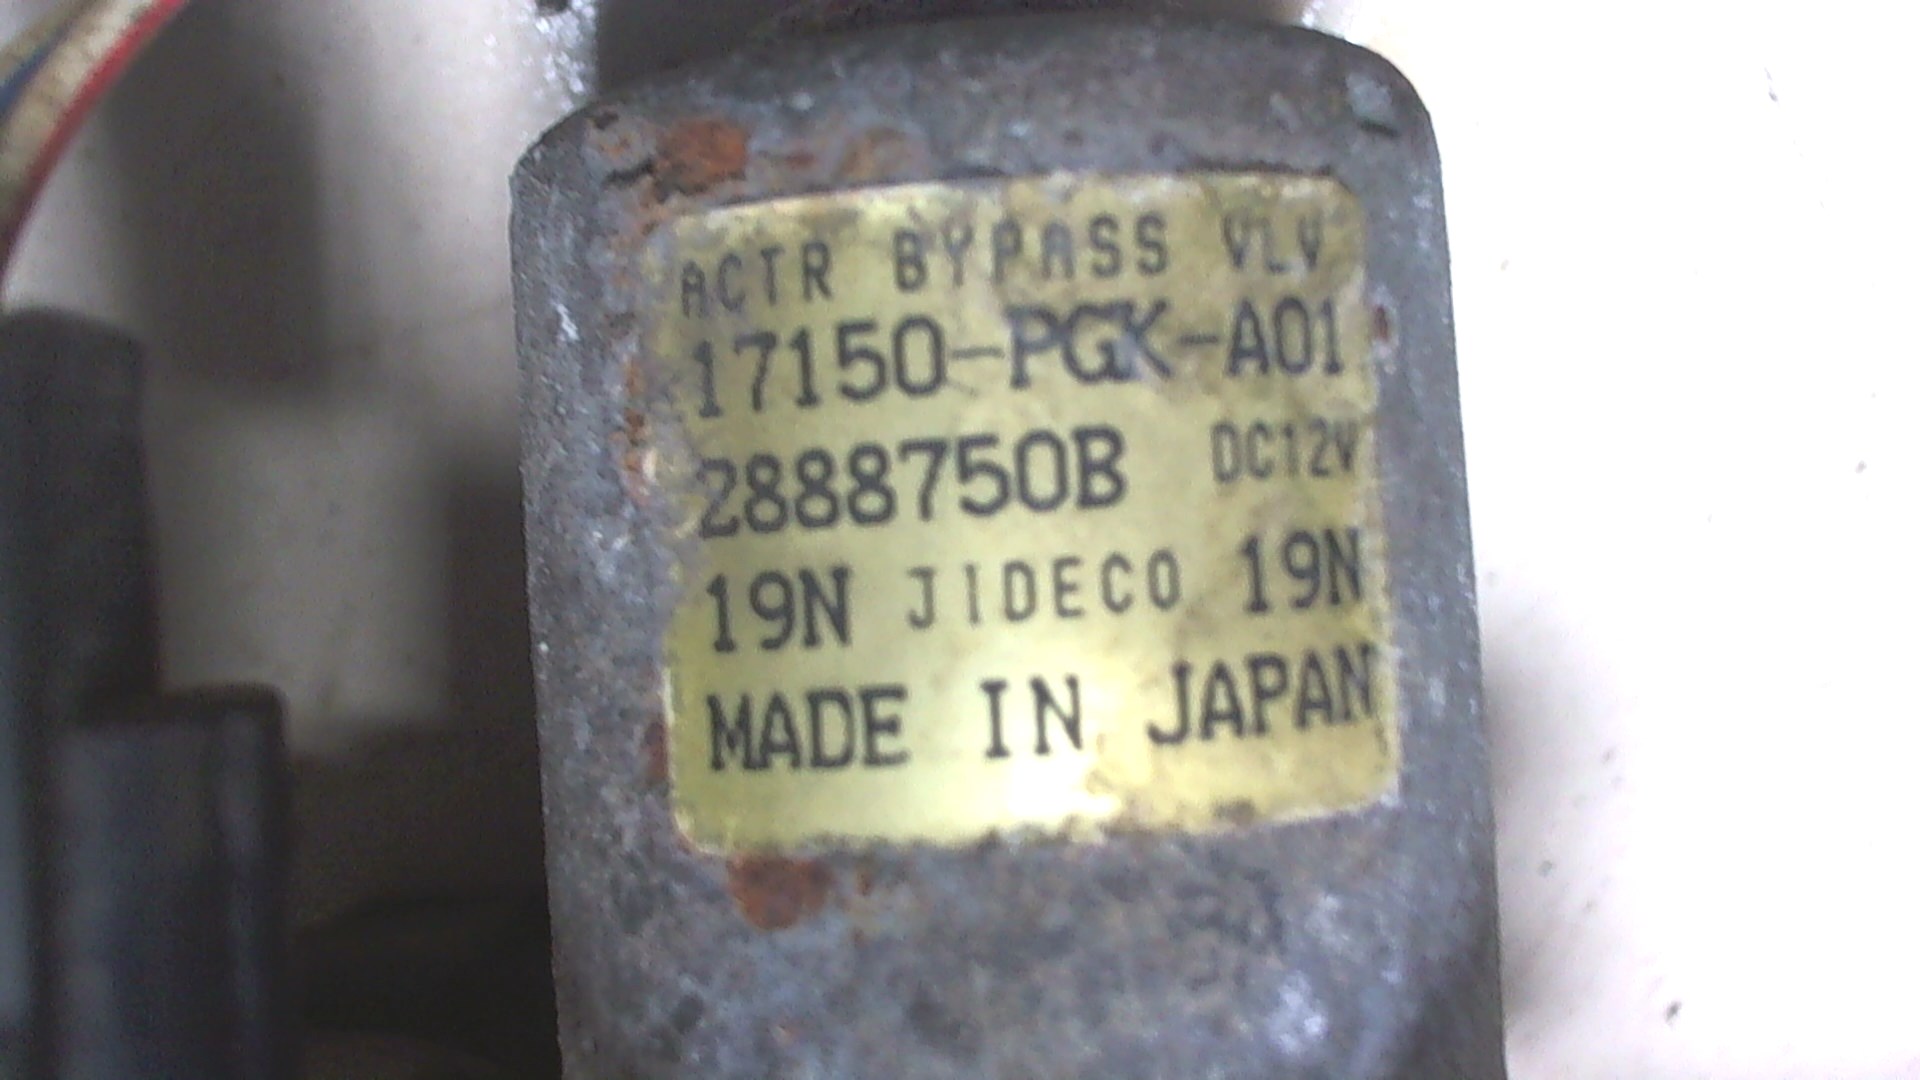 ACTR BYPASS VLV
17150-PGK-A01
2888750B DC12V
19N JIDECO 19N
MADE IN JAPAN